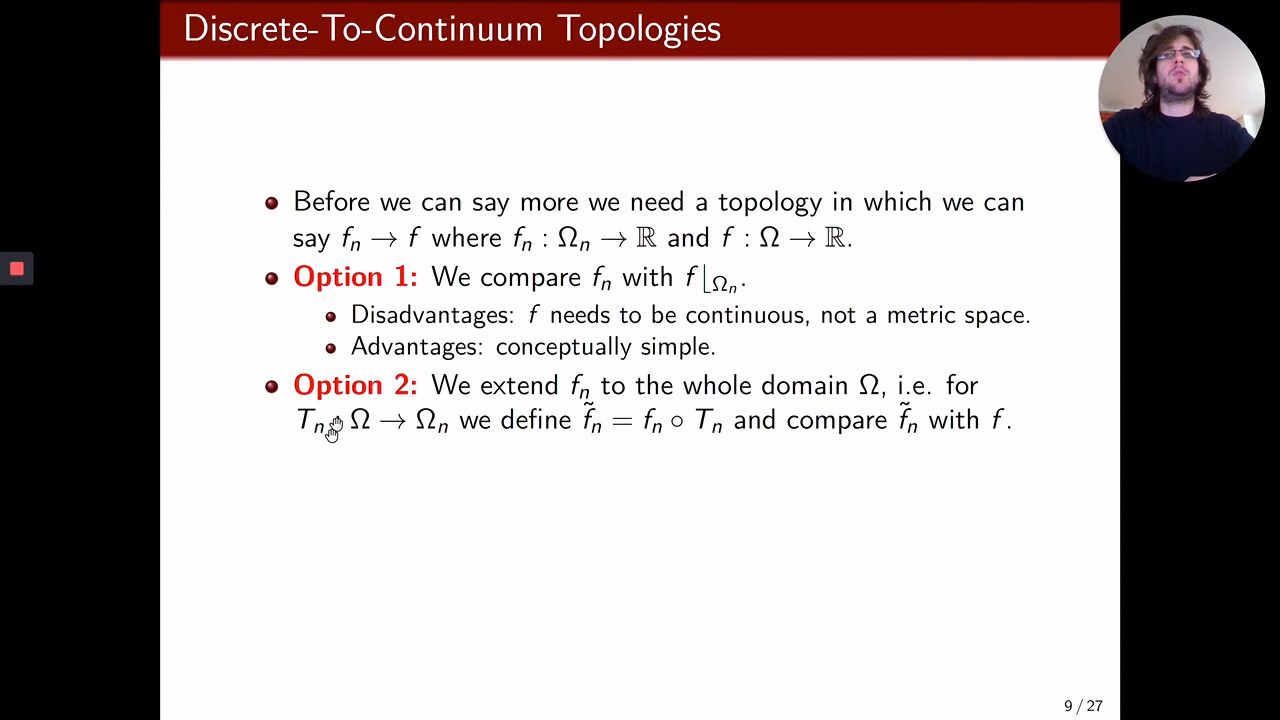 Discrete-To-Continuum Topologies
Before we can say more we need a topology in which we can
say fₙ → f where fₙ : Ωₙ → ℝ and f : Ω → ℝ.
Option 1: We compare fₙ with f⌊Ωₙ.
Disadvantages: f needs to be continuous, not a metric space.
Advantages: conceptually simple.
Option 2: We extend fₙ to the whole domain Ω, i.e. for
Tₙ : Ω → Ωₙ we define f̃ₙ = fₙ ∘ Tₙ and compare f̃ₙ with f.
9 / 27